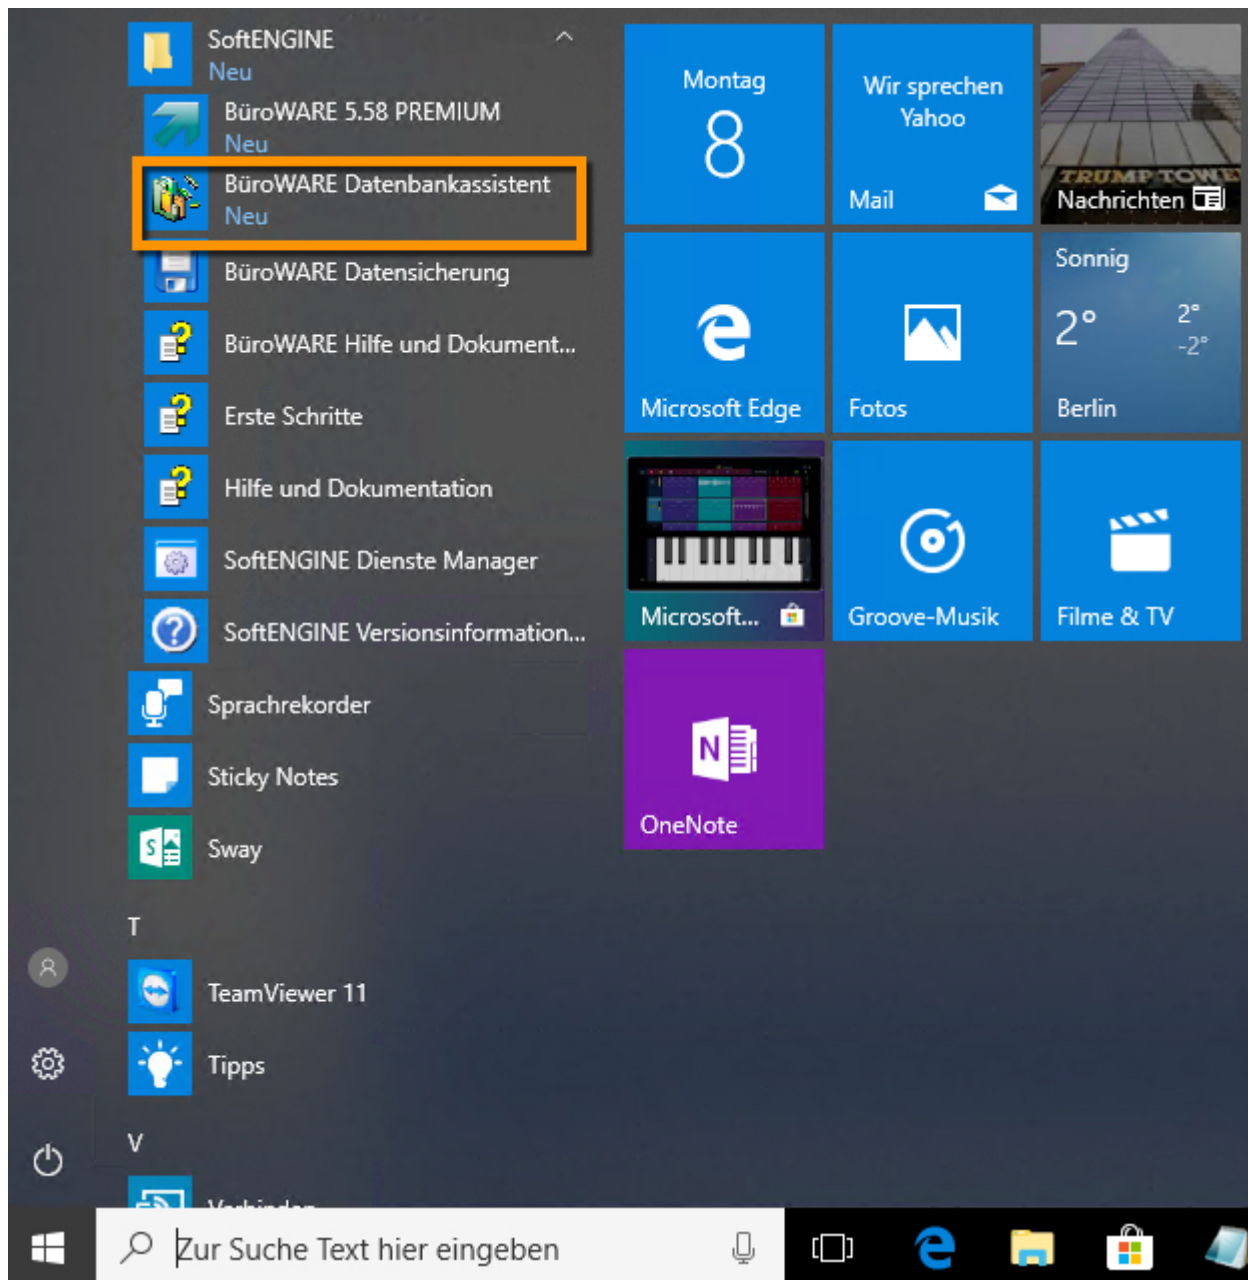 SoftENGINE
Neu
BüroWARE 5.58 PREMIUM
Neu
BüroWARE Datenbankassistent
Neu
BüroWARE Datensicherung
BüroWARE Hilfe und Dokument...
Erste Schritte
Hilfe und Dokumentation
SoftENGINE Dienste Manager
SoftENGINE Versionsinformation...
Sprachrekorder
Sticky Notes
S
Sway
T
TeamViewer 11
Tipps
V
Verbinden
Montag
8
Wir sprechen
Yahoo
Mail
TRUMP TOWE
Nachrichten
Microsoft Edge
Fotos
Sonnig
2°
2°
-2°
Berlin
Microsoft...
Groove-Musik
Filme & TV
N
OneNote
Zur Suche Text hier eingeben